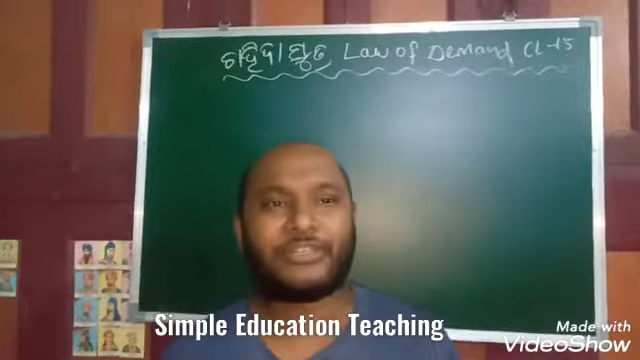 ଚାହିଦା ସୂତ୍ର Law of Demand CL-15
Simple Education Teaching
Made with
VideoShow